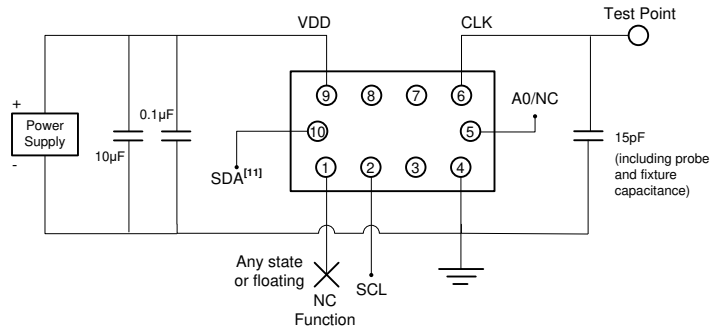 Test Point
VDD
CLK
+
Power
Supply
-
10µF
0.1µF
9
8
7
6
A0/NC
10
5
SDA[11]
1
2
3
4
15pF
(including probe
and fixture
capacitance)
Any state
or floating
NC
Function
SCL